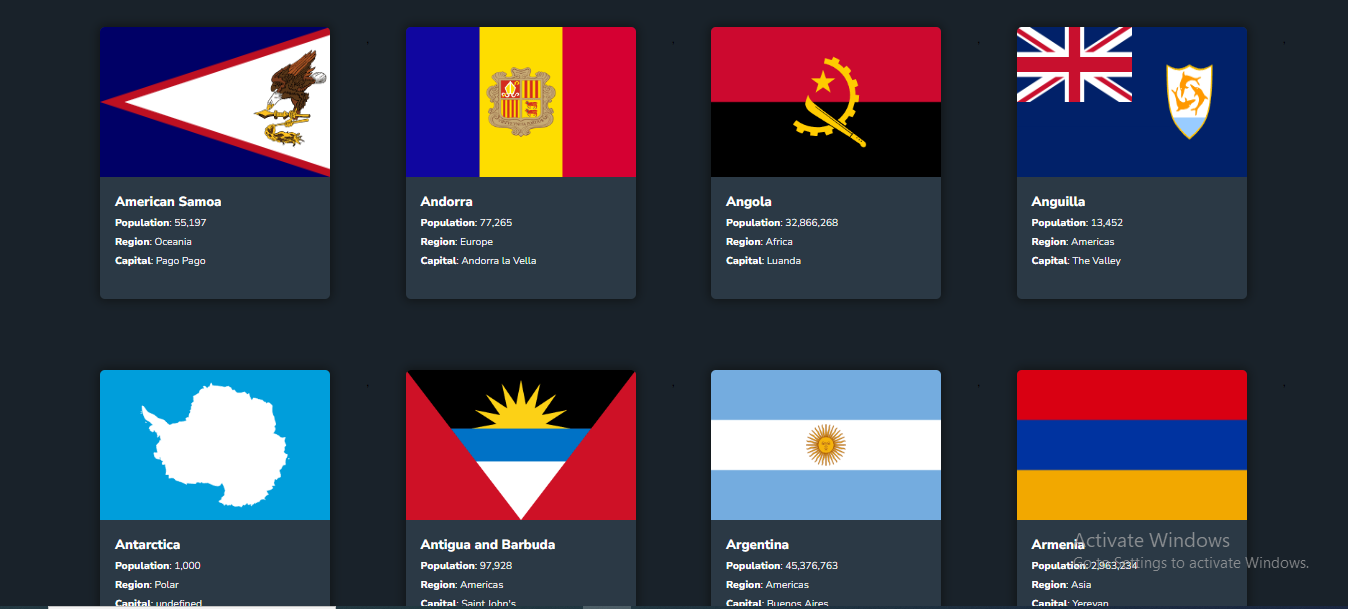 American Samoa
Population: 55,197
Region: Oceania
Capital: Pago Pago
Andorra
Population: 77,265
Region: Europe
Capital: Andorra la Vella
Angola
Population: 32,866,268
Region: Africa
Capital: Luanda
Anguilla
Population: 13,452
Region: Americas
Capital: The Valley
Antarctica
Population: 1,000
Region: Polar
Capital: undefined
Antigua and Barbuda
Population: 97,928
Region: Americas
Capital: Saint John's
Argentina
Population: 45,376,763
Region: Americas
Capital: Buenos Aires
Armenia
Population: 2,963,234
Region: Asia
Capital: Yerevan
Activate Windows
Go to Settings to activate Windows.